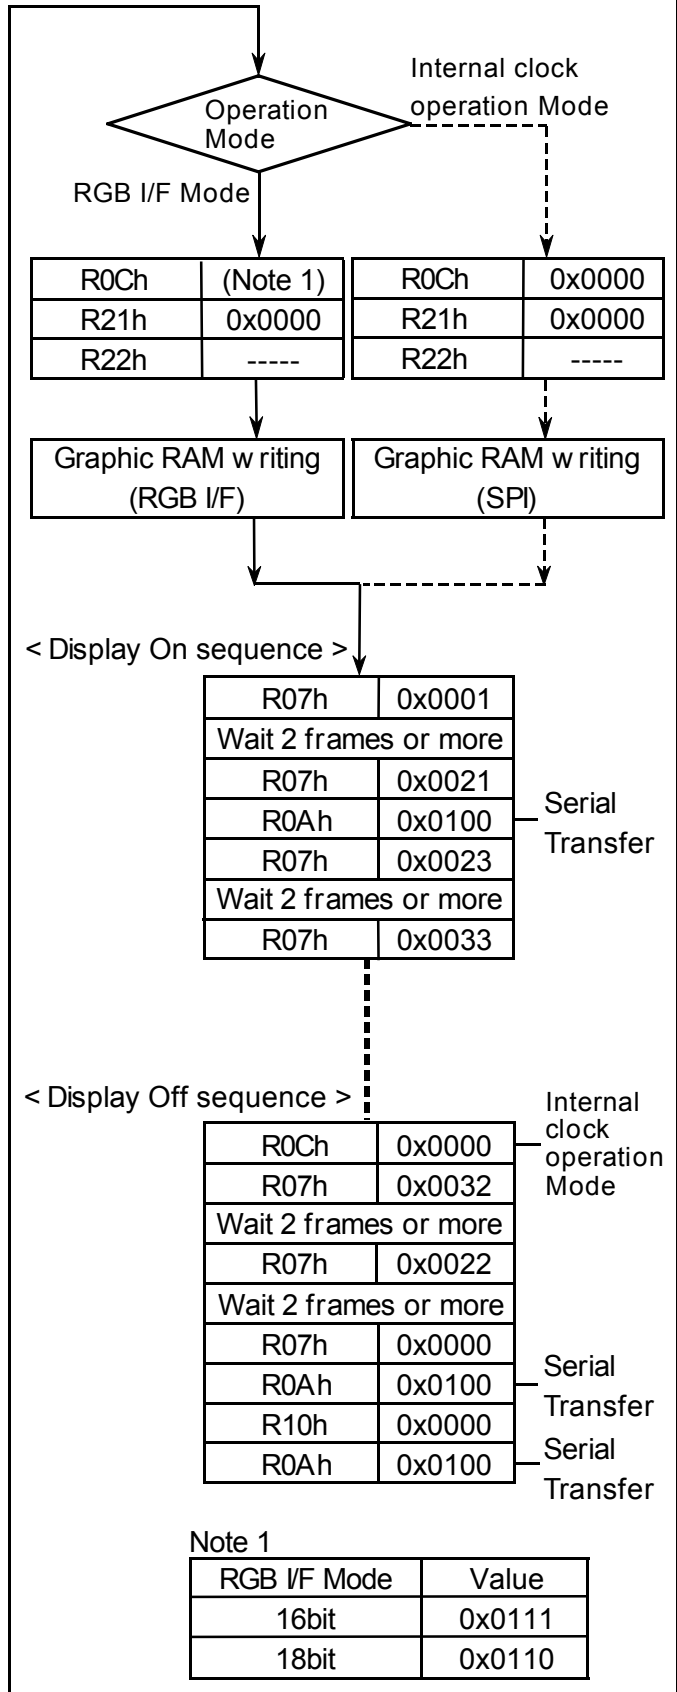 Internal clock
operation Mode
Operation
Mode
RGB I/F Mode
R0Ch (Note 1)
R21h 0x0000
R22h -----
R0Ch 0x0000
R21h 0x0000
R22h -----
Graphic RAM writing
(RGB I/F)
Graphic RAM writing
(SPI)
< Display On sequence >
R07h 0x0001
Wait 2 frames or more
R07h 0x0021
R0Ah 0x0100
R07h 0x0023
Serial
Transfer
Wait 2 frames or more
R07h 0x0033
< Display Off sequence >
R0Ch 0x0000
Internal
clock
operation
Mode
R07h 0x0032
Wait 2 frames or more
R07h 0x0022
Wait 2 frames or more
R07h 0x0000
R0Ah 0x0100
Serial
Transfer
R10h 0x0000
R0Ah 0x0100
Serial
Transfer
Note 1
RGB I/F Mode Value
16bit 0x0111
18bit 0x0110